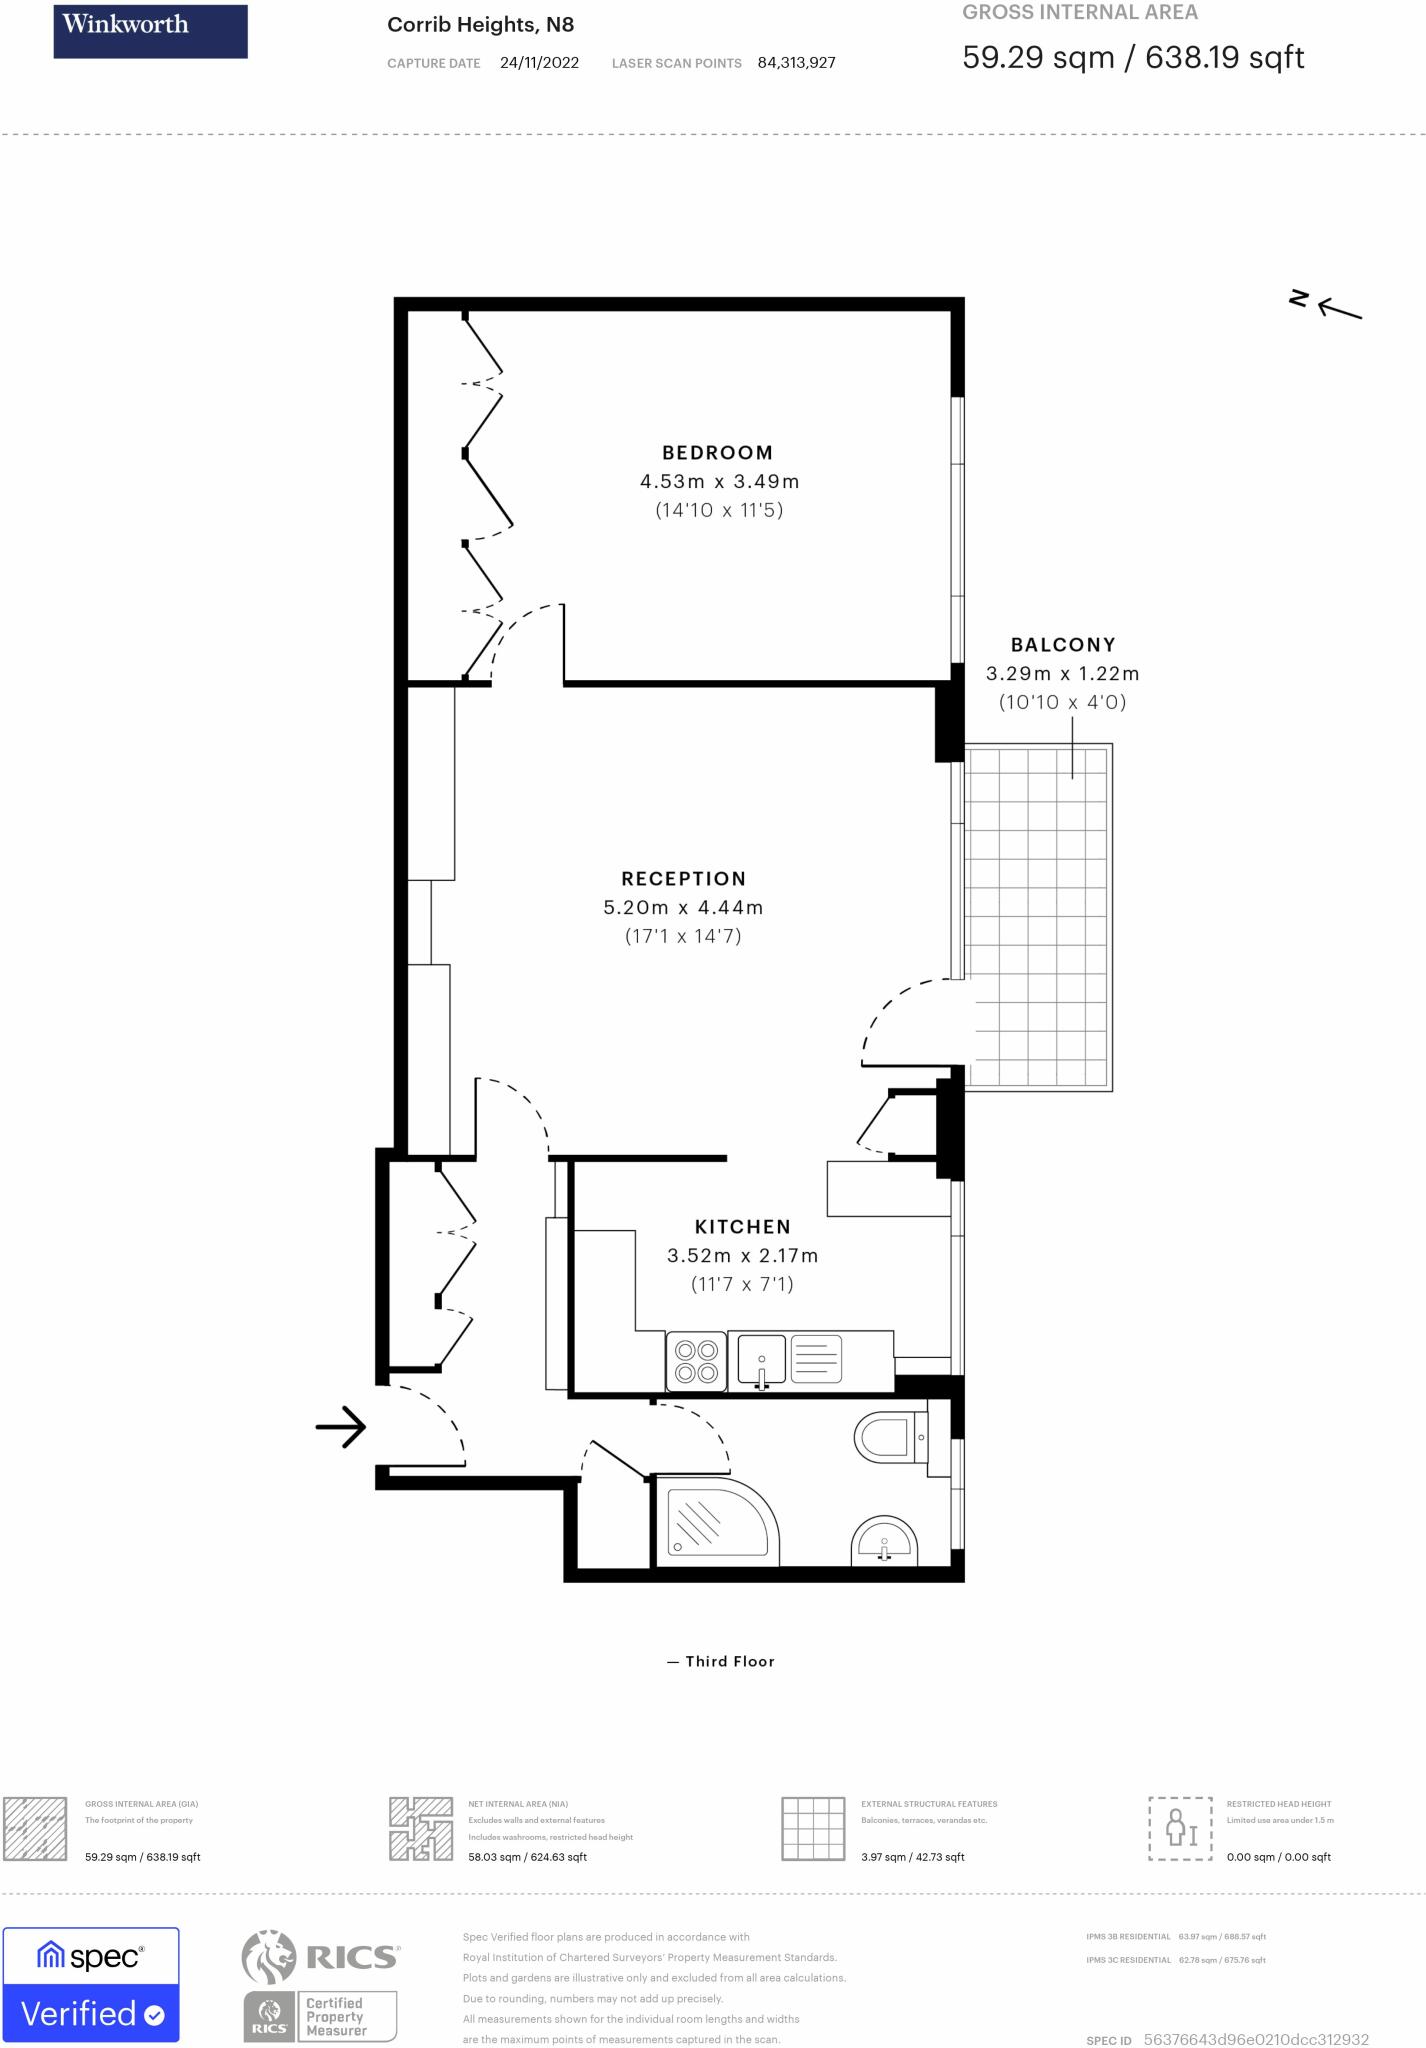 Winkworth
Corrib Heights, N8
CAPTURE DATE 24/11/2022 LASER SCAN POINTS 84,313,927
GROSS INTERNAL AREA
59.29 sqm / 638.19 sqft
N
BEDROOM
4.53m x 3.49m
(14'10 x 11'5)
BALCONY
3.29m x 1.22m
(10'10 x 4'0)
RECEPTION
5.20m x 4.44m
(17'1 x 14'7)
KITCHEN
3.52m x 2.17m
(11'7 x 7'1)
— Third Floor
GROSS INTERNAL AREA (GIA)
The footprint of the property
59.29 sqm / 638.19 sqft
NET INTERNAL AREA (NIA)
Excludes walls and external features
Includes washrooms, restricted head height
58.03 sqm / 624.63 sqft
EXTERNAL STRUCTURAL FEATURES
Balconies, terraces, verandas etc.
3.97 sqm / 42.73 sqft
RESTRICTED HEAD HEIGHT
Limited use area under 1.5 m
0.00 sqm / 0.00 sqft
spec®
Verified
RICS®
RICS
Certified
Property
Measurer
Spec Verified floor plans are produced in accordance with
Royal Institution of Chartered Surveyors' Property Measurement Standards.
Plots and gardens are illustrative only and excluded from all area calculations.
Due to rounding, numbers may not add up precisely.
All measurements shown for the individual room lengths and widths
are the maximum points of measurements captured in the scan.
IPMS 3B RESIDENTIAL 63.97 sqm / 688.57 sqft
IPMS 3C RESIDENTIAL 62.78 sqm / 675.76 sqft
SPEC ID 56376643d96e0210dcc312932